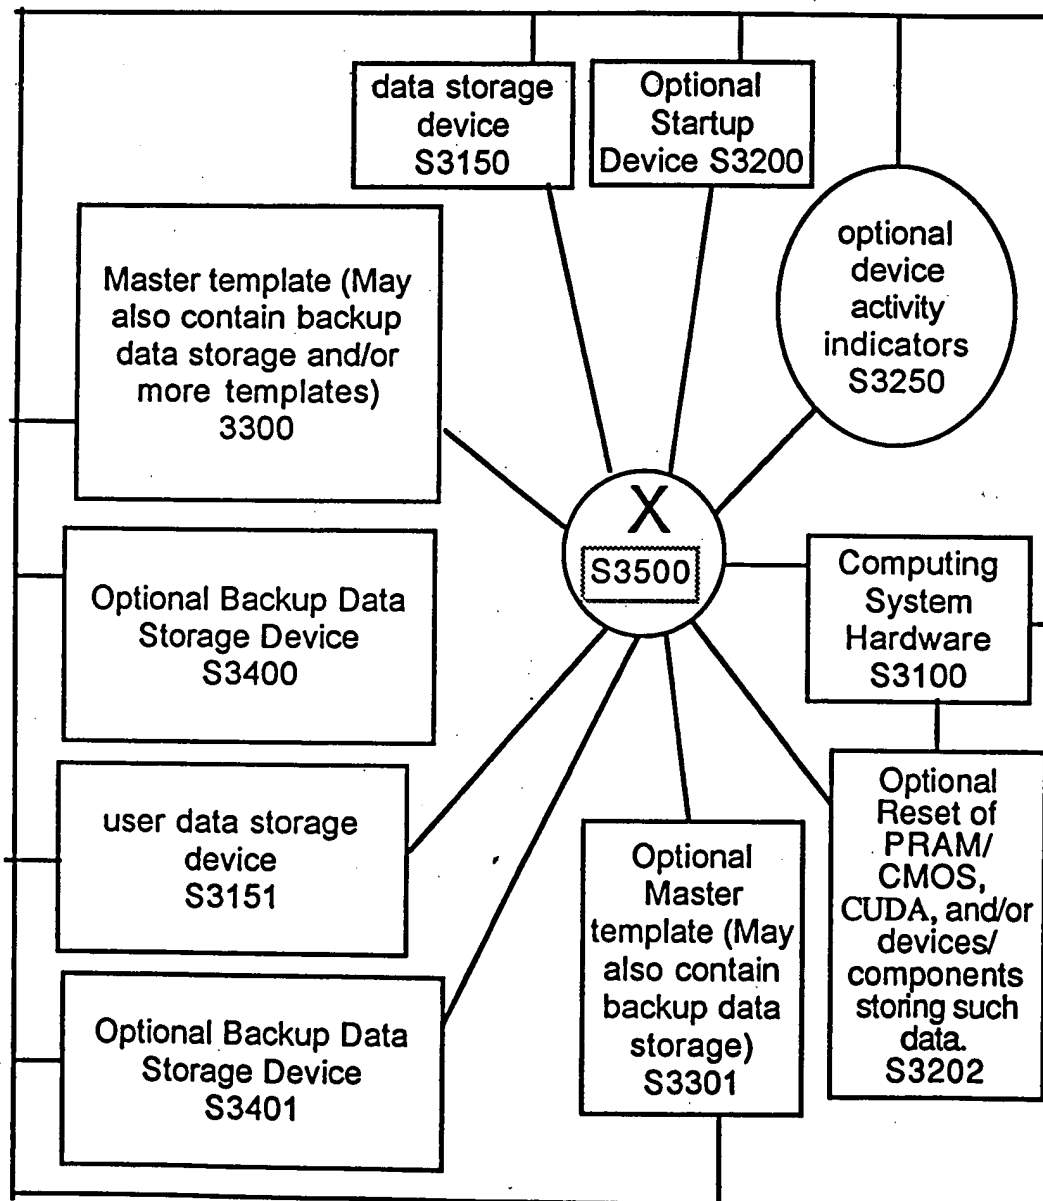 data storage
device
S3150
Optional
Startup
Device S3200
optional
device
activity
indicators
S3250
Master template (May
also contain backup
data storage and/or
more templates)
3300
X
S3500
Computing
System
Hardware
S3100
Optional Backup Data
Storage Device
S3400
user data storage
device
S3151
Optional
Master
template (May
also contain
backup data
storage)
S3301
Optional
Reset of
PRAM/
CMOS,
CUDA, and/or
devices/
components
storing such
data.
S3202
Optional Backup Data
Storage Device
S3401